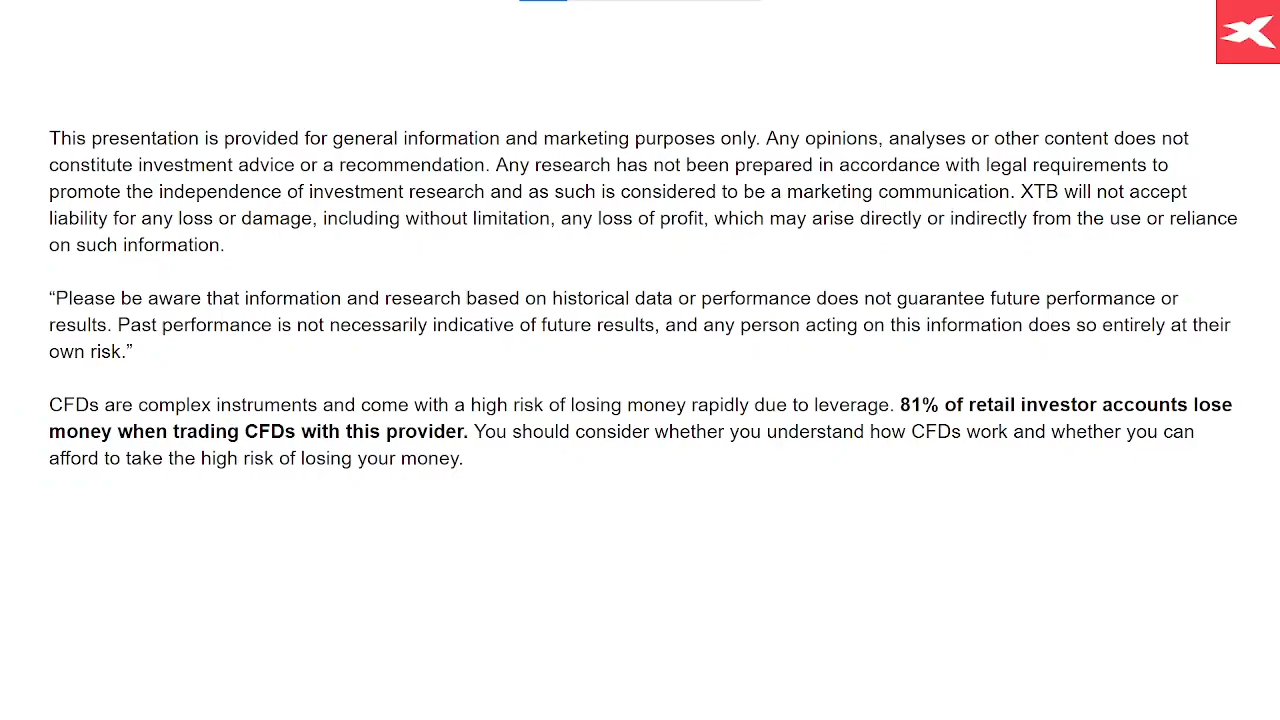 This presentation is provided for general information and marketing purposes only. Any opinions, analyses or other content does not
constitute investment advice or a recommendation. Any research has not been prepared in accordance with legal requirements to
promote the independence of investment research and as such is considered to be a marketing communication. XTB will not accept
liability for any loss or damage, including without limitation, any loss of profit, which may arise directly or indirectly from the use or reliance
on such information.
“Please be aware that information and research based on historical data or performance does not guarantee future performance or
results. Past performance is not necessarily indicative of future results, and any person acting on this information does so entirely at their
own risk.”
CFDs are complex instruments and come with a high risk of losing money rapidly due to leverage. 81% of retail investor accounts lose
money when trading CFDs with this provider. You should consider whether you understand how CFDs work and whether you can
afford to take the high risk of losing your money.